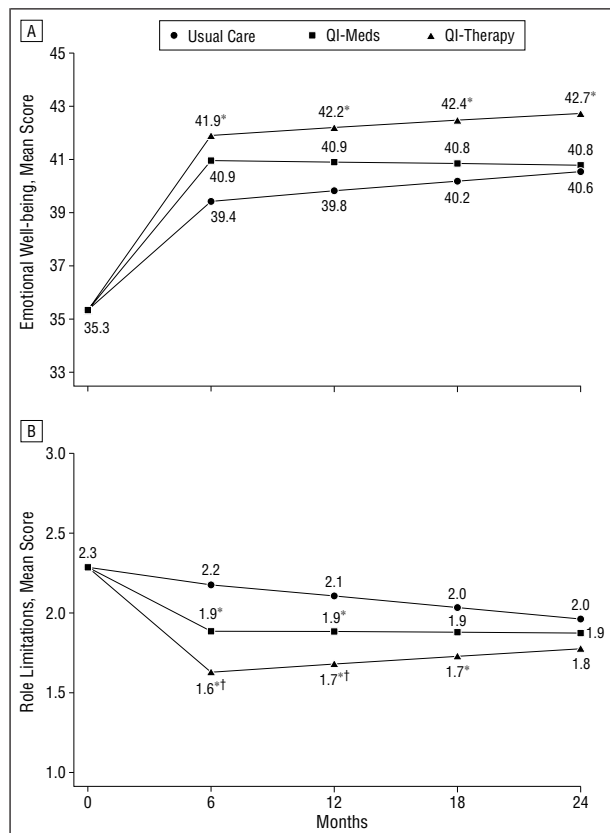 A
Usual Care QI-Meds QI-Therapy
45
43
41
39
37
35
33
Emotional Well-being, Mean Score
41.9* 42.2* 42.4* 42.7*
40.9 40.9 40.8 40.8
39.4 39.8 40.2 40.6
35.3
B
3.0
2.5
2.0
1.5
1.0
Role Limitations, Mean Score
2.3 2.2 2.1 2.0 2.0
1.9* 1.9* 1.9 1.9
1.6*† 1.7*† 1.7* 1.8
0 6 12 18 24
Months